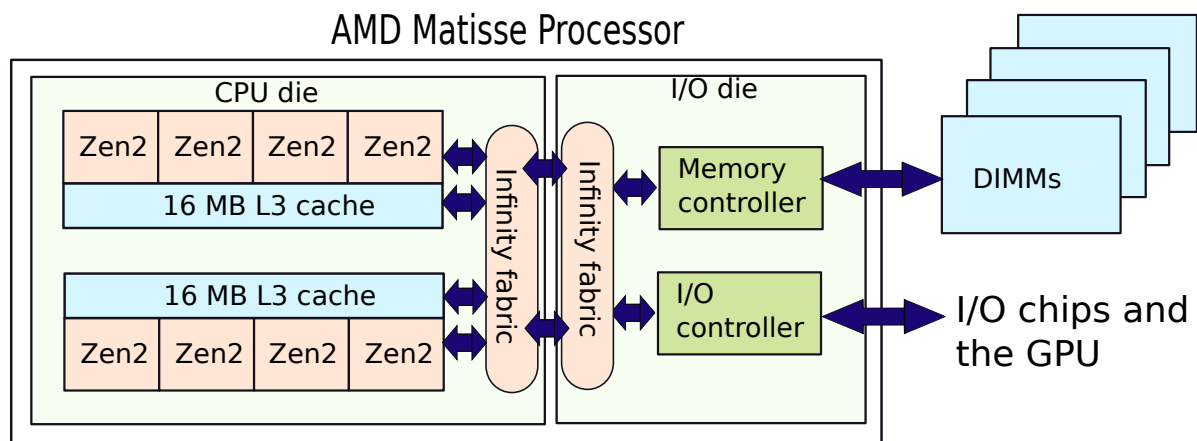 AMD Matisse Processor
CPU die
Zen2 Zen2 Zen2 Zen2
16 MB L3 cache
16 MB L3 cache
Zen2 Zen2 Zen2 Zen2
Infinity fabric
I/O die
Infinity fabric
Memory
controller
I/O
controller
DIMMs
I/O chips and
the GPU